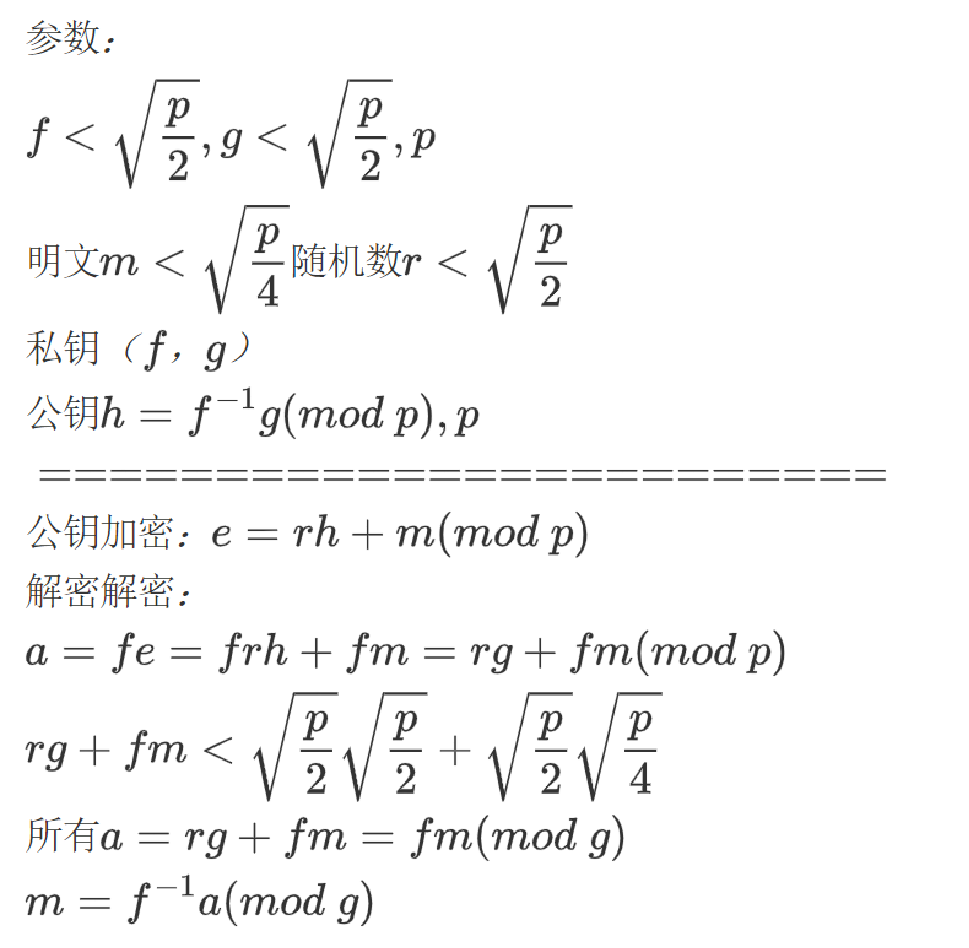 参数：
f < √(p/2), g < √(p/2), p
明文m < √(p/4)随机数r < √(p/2)
私钥（f，g）
公钥h = f⁻¹g(mod p), p
========================
公钥加密：e = rh + m(mod p)
解密解密：
a = fe = frh + fm = rg + fm(mod p)
rg + fm < √(p/2)√(p/2) + √(p/2)√(p/4)
所有a = rg + fm = fm(mod g)
m = f⁻¹a(mod g)